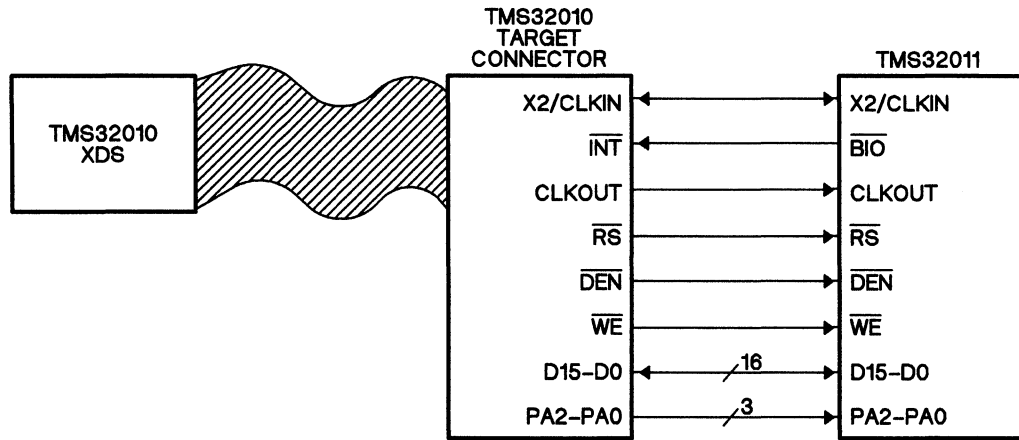 TMS32010
XDS
TMS32010
TARGET
CONNECTOR
X2/CLKIN
INT
CLKOUT
RS
DEN
WE
D15-D0
PA2-PA0
16
3
TMS32011
X2/CLKIN
BIO
CLKOUT
RS
DEN
WE
D15-D0
PA2-PA0